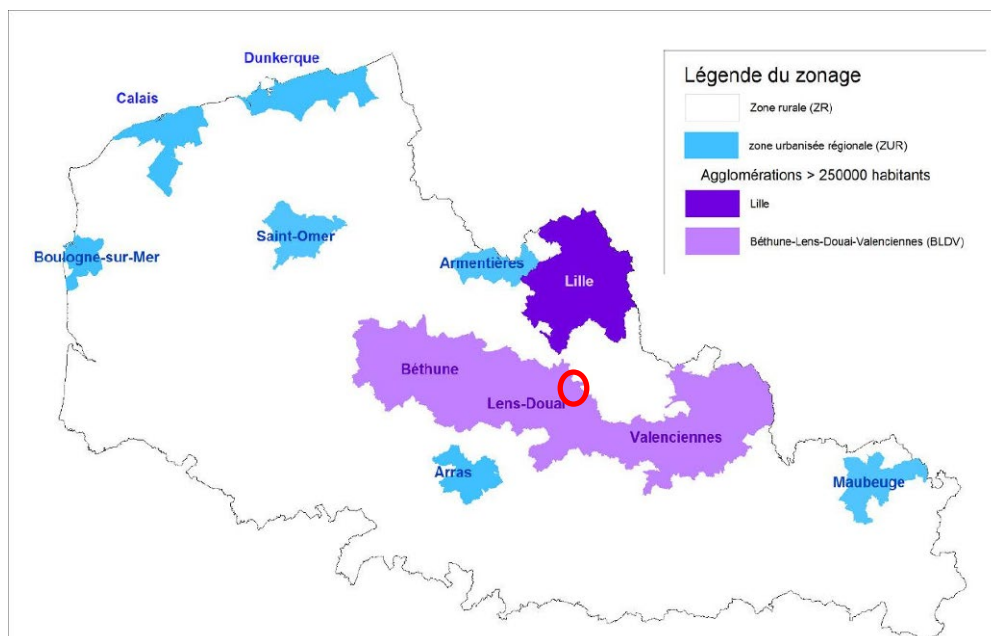 Dunkerque
Calais
Boulogne-sur-Mer
Saint-Omer
Armentières
Lille
Béthune
Lens-Douai
Valenciennes
Arras
Maubeuge
Légende du zonage
Zone rurale (ZR)
zone urbanisée régionale (ZUR)
Agglomérations > 250000 habitants
Lille
Béthune-Lens-Douai-Valenciennes (BLDV)